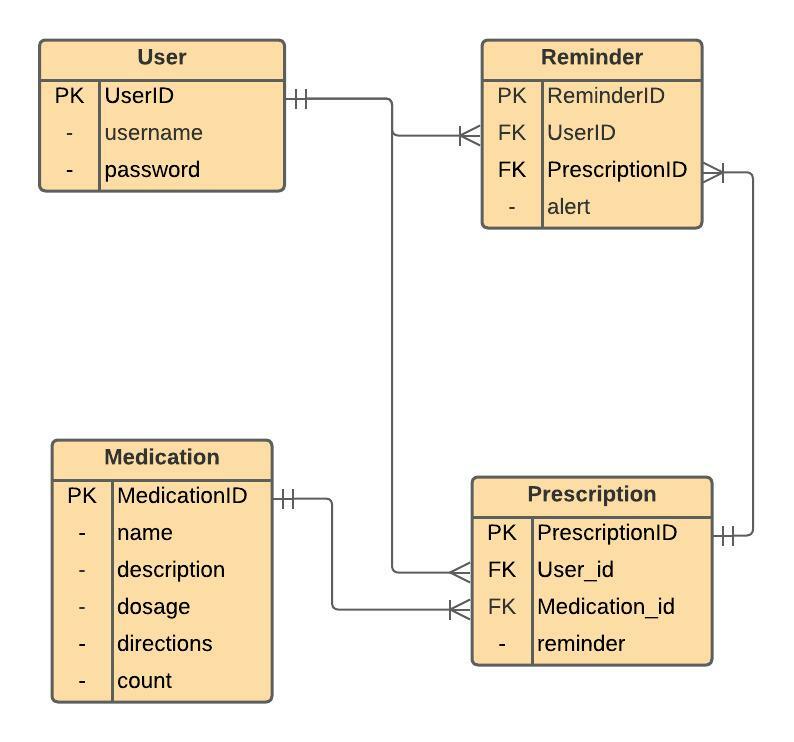 User
PK UserID
- username
- password
Reminder
PK ReminderID
FK UserID
FK PrescriptionID
- alert
Medication
PK MedicationID
- name
- description
- dosage
- directions
- count
Prescription
PK PrescriptionID
FK User_id
FK Medication_id
- reminder